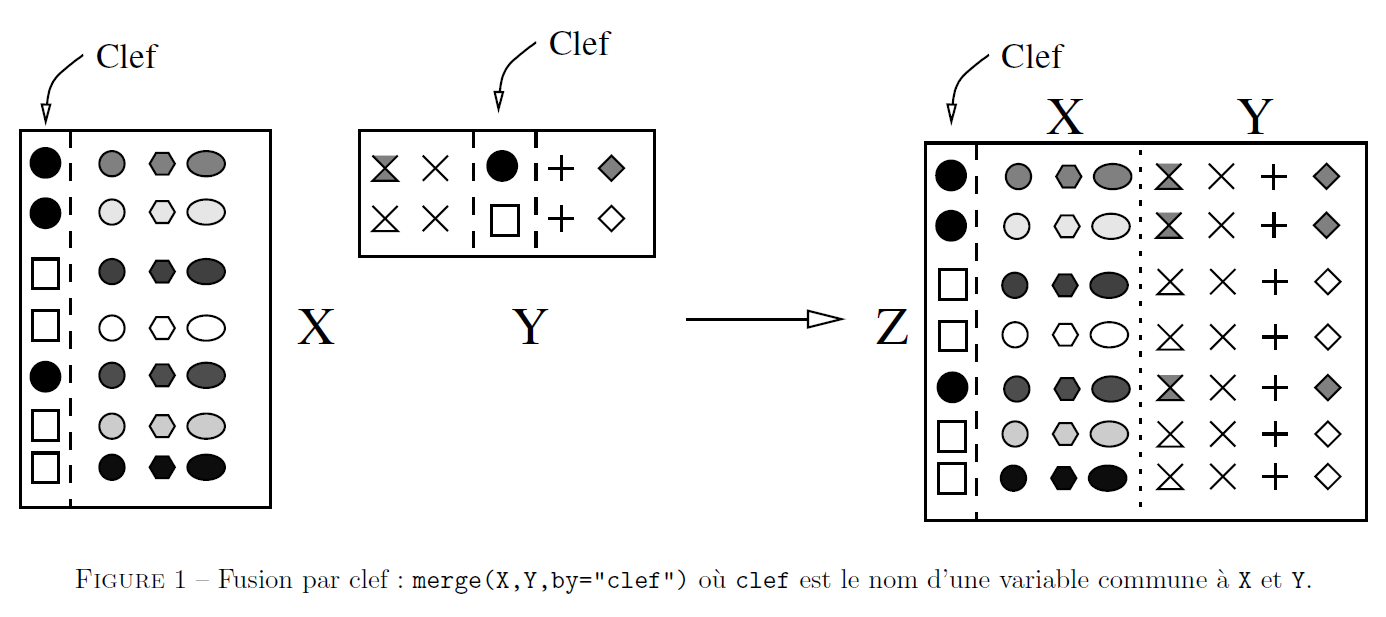 Clef
Clef
Clef
X
Y
X
Y
Z
FIGURE 1 – Fusion par clef : merge(X,Y,by="clef") où clef est le nom d'une variable commune à X et Y.